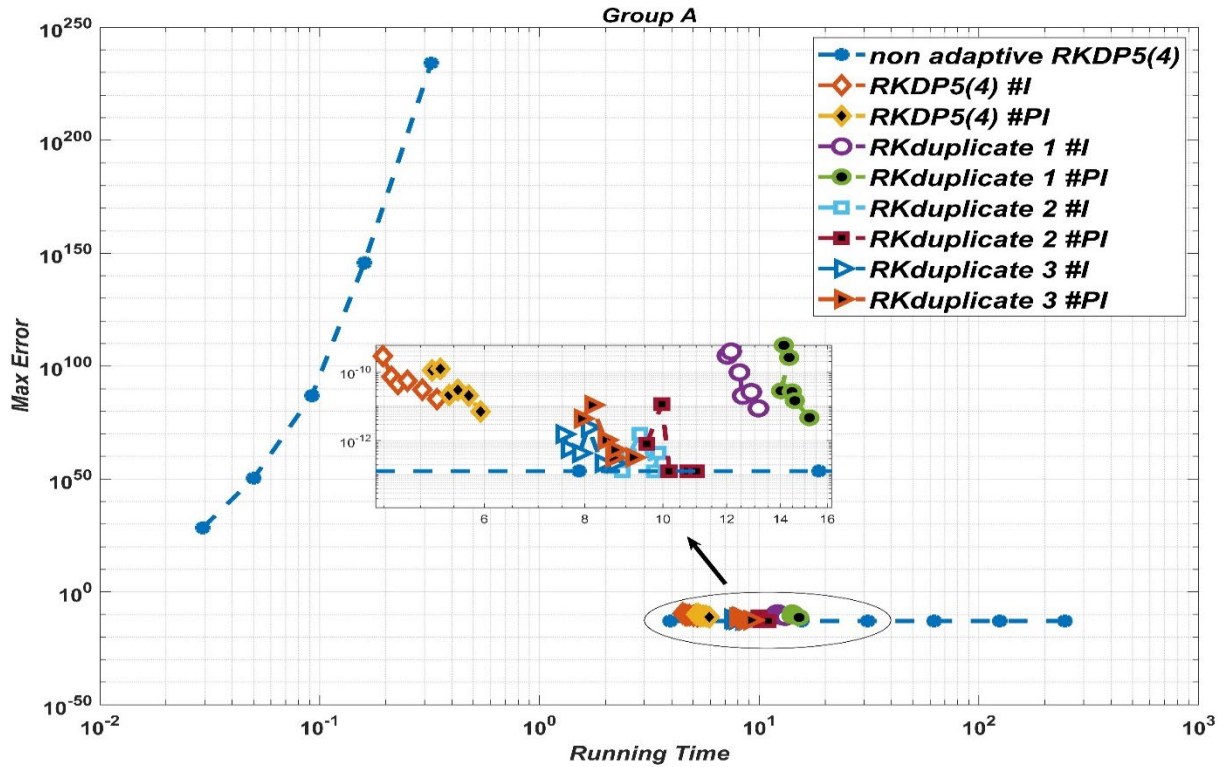 Group A
Max Error
10^250
10^200
10^150
10^100
10^50
10^0
10^-50
non adaptive RKDP5(4)
RKDP5(4) #I
RKDP5(4) #PI
RKduplicate 1 #I
RKduplicate 1 #PI
RKduplicate 2 #I
RKduplicate 2 #PI
RKduplicate 3 #I
RKduplicate 3 #PI
10^-10
10^-12
6 8 10 12 14 16
10^-2 10^-1 10^0 10^1 10^2 10^3
Running Time